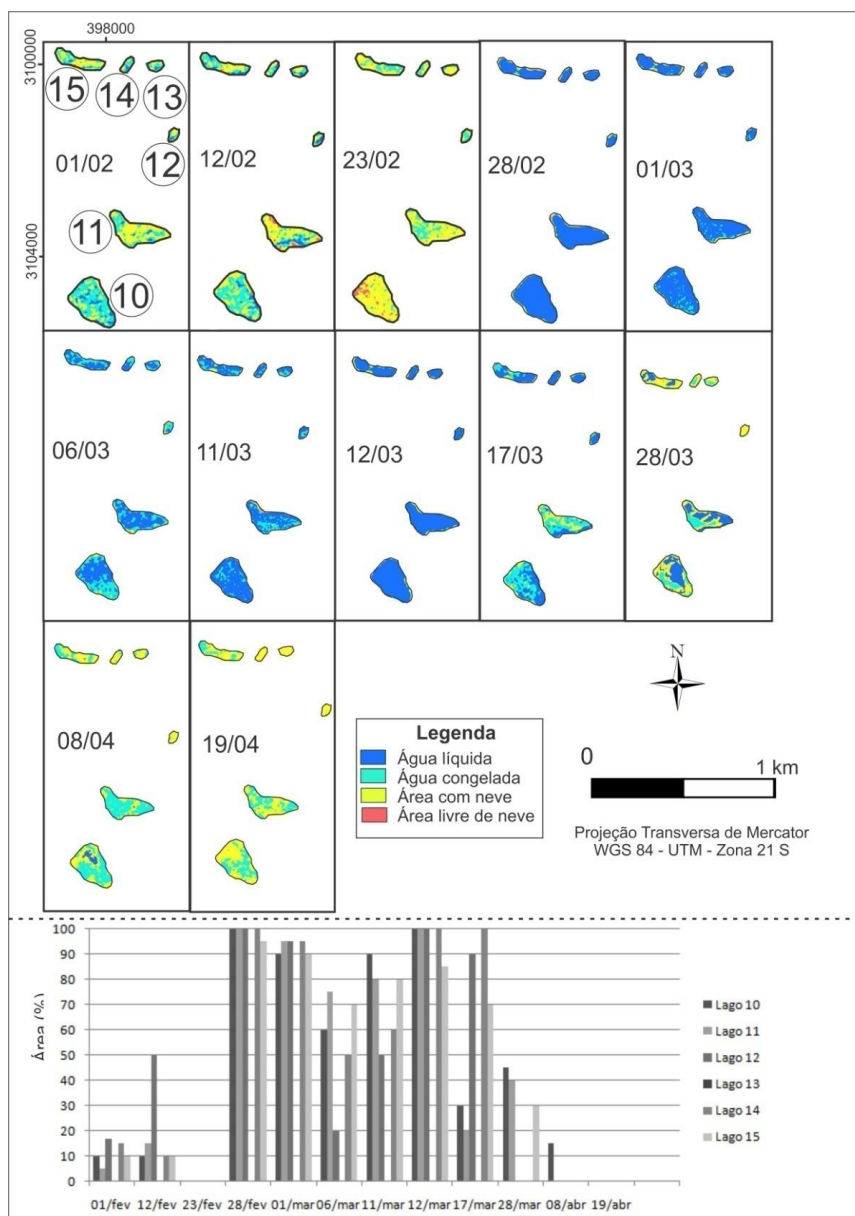 398000
3100000
3104000
15
14
13
01/02
12
11
10
12/02
23/02
28/02
01/03
06/03
11/03
12/03
17/03
28/03
08/04
19/04
N
Legenda
Água líquida
Água congelada
Área com neve
Área livre de neve
0
1 km
Projeção Transversa de Mercator
WGS 84 - UTM - Zona 21 S
Área (%)
100
90
80
70
60
50
40
30
20
10
0
01/fev 12/fev 23/fev 28/fev 01/mar 06/mar 11/mar 12/mar 17/mar 28/mar 08/abr 19/abr
Lago 10
Lago 11
Lago 12
Lago 13
Lago 14
Lago 15